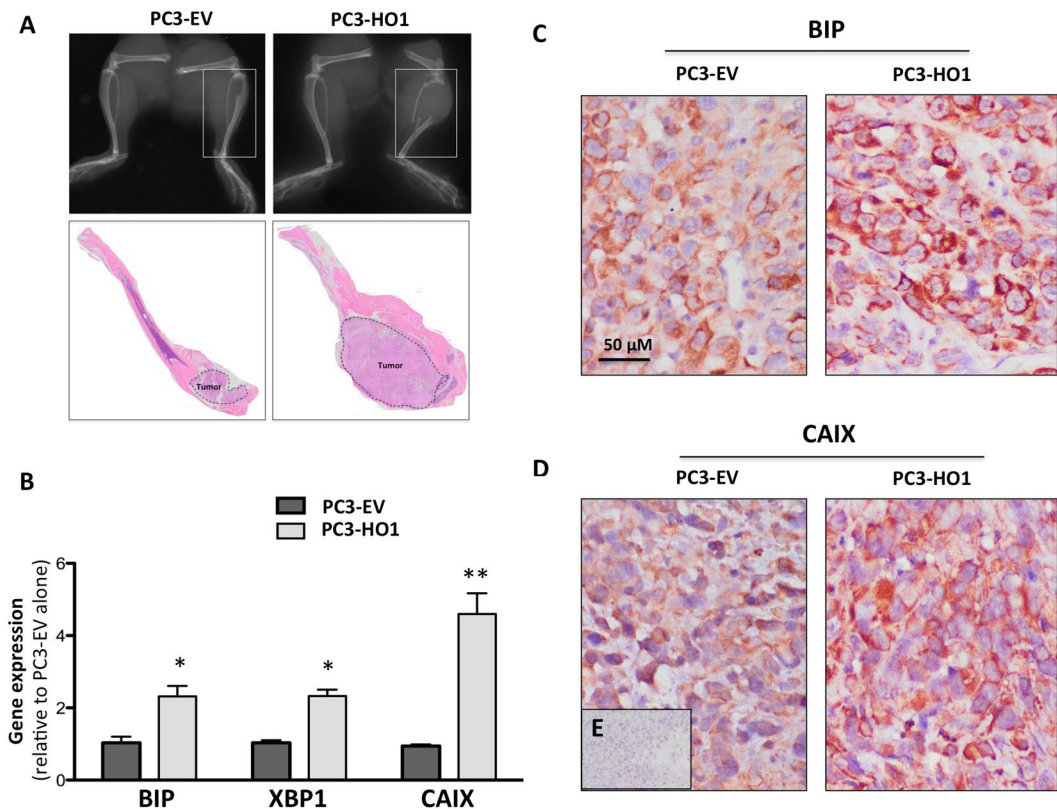 A
PC3-EV
PC3-HO1
Tumor
Tumor
B
PC3-EV
PC3-HO1
Gene expression
(relative to PC3-EV alone)
6
4
2
0
*
*
**
BIP
XBP1
CAIX
C
BIP
PC3-EV
PC3-HO1
50 µM
D
CAIX
PC3-EV
PC3-HO1
E